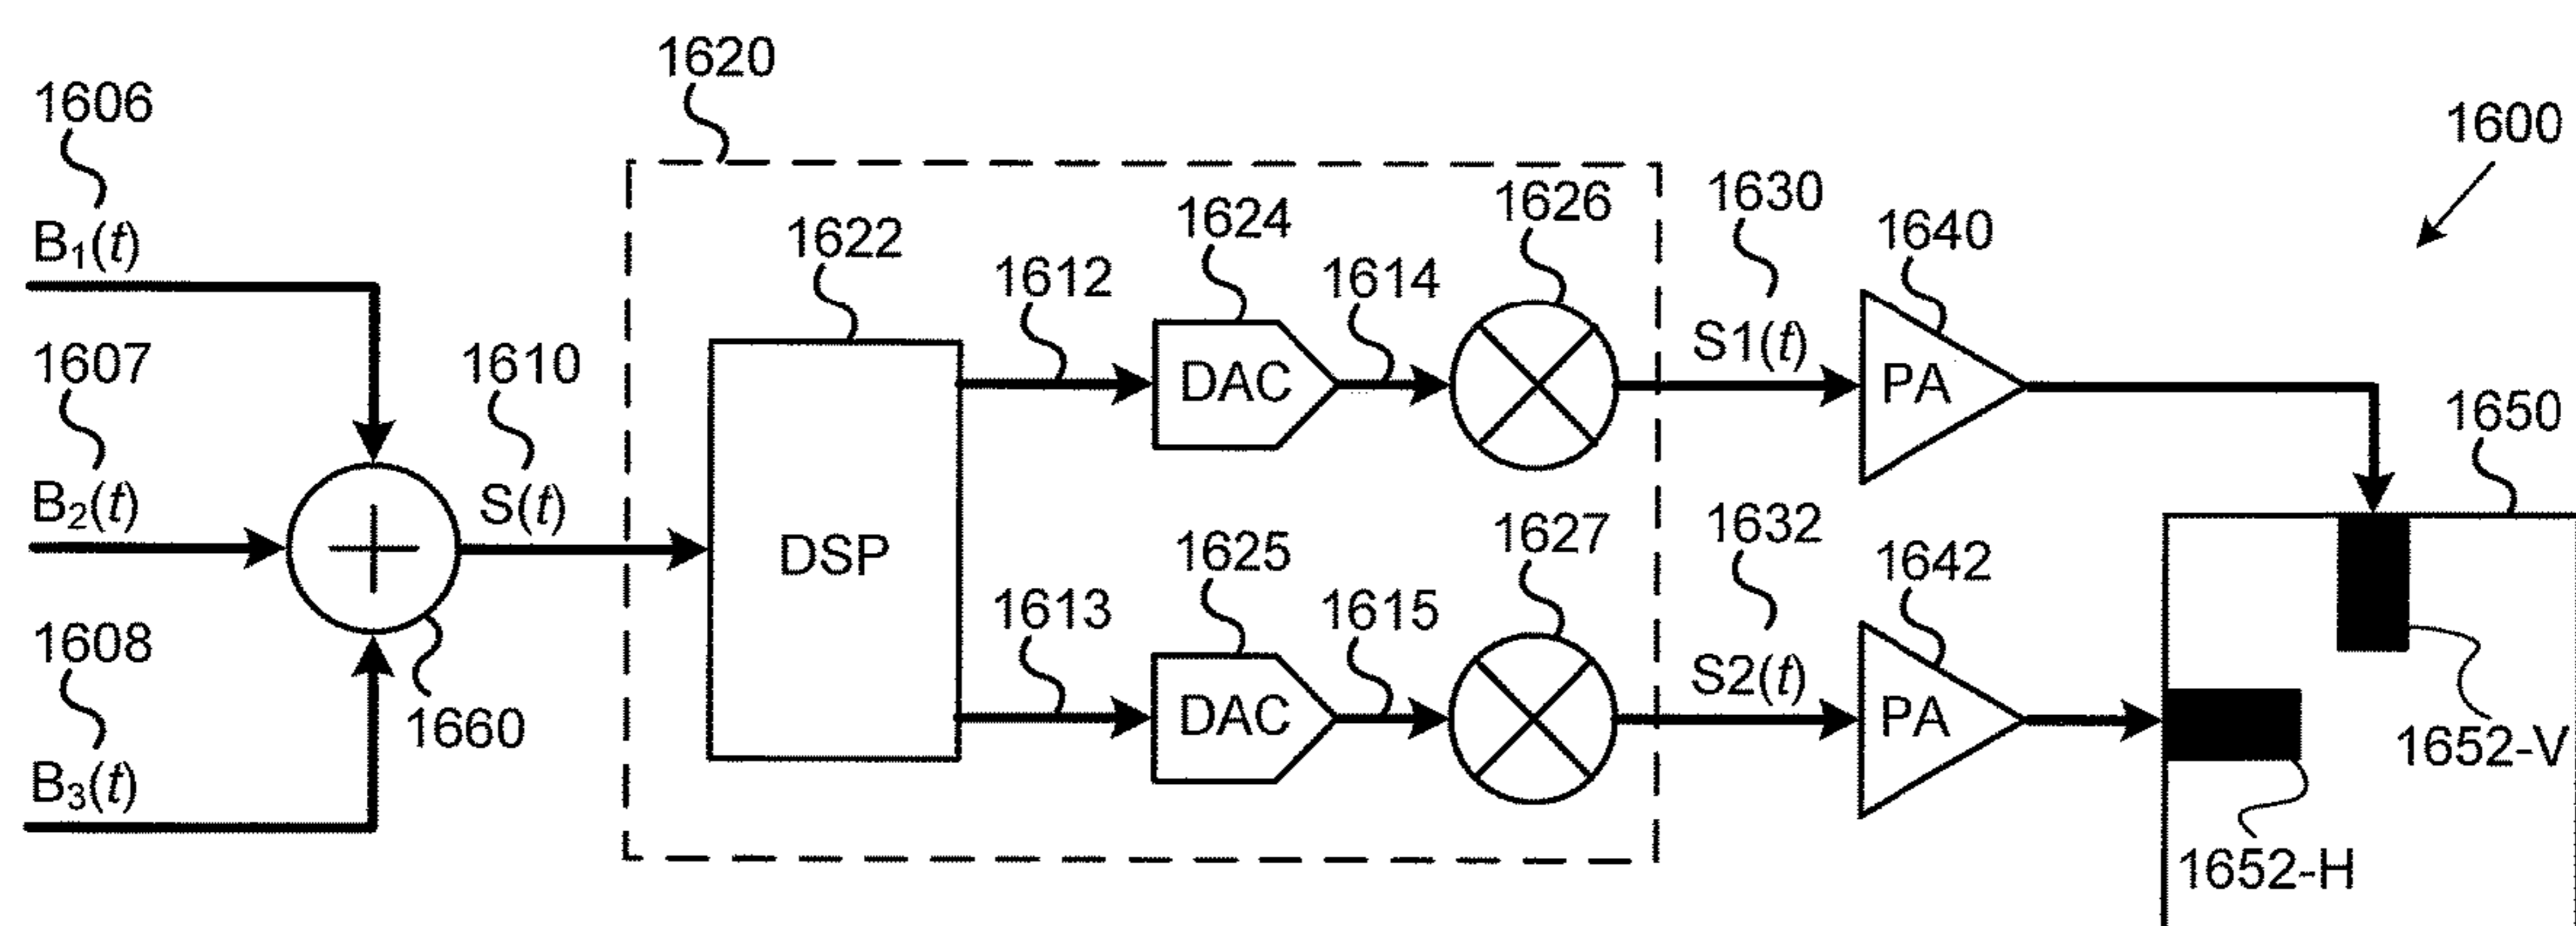 1620
1606
1600
B₁(t)
1622
1624
1626
1630
1640
1612
1614
S1(t)
DAC
PA
1607
1610
1650
B₂(t)
S(t)
DSP
1625
1627
1632
1642
1613
1615
S2(t)
DAC
PA
1608
1660
B₃(t)
1652-V
1652-H